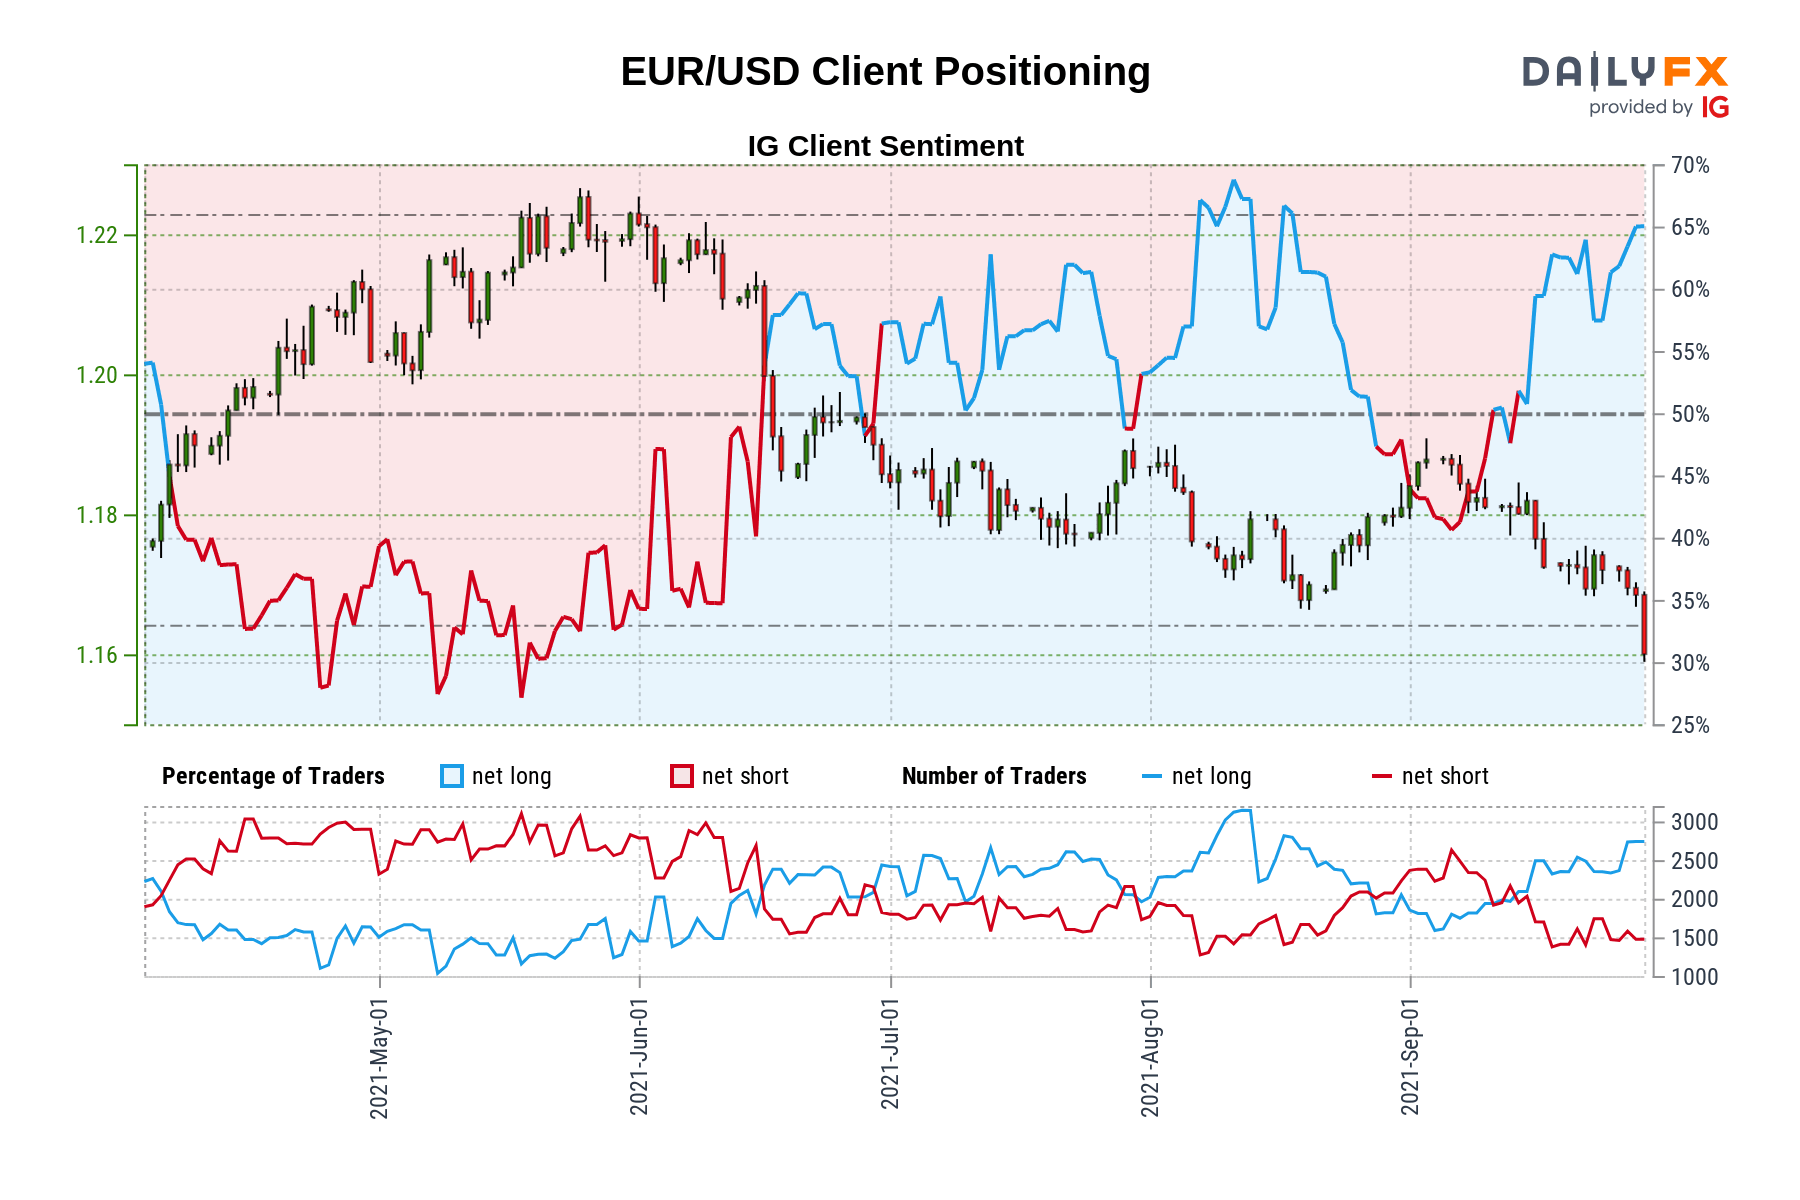 EUR/USD Client Positioning
DAILYFX
provided by IG
IG Client Sentiment
1.22
1.20
1.18
1.16
70%
65%
60%
55%
50%
45%
40%
35%
30%
25%
Percentage of Traders net long net short Number of Traders net long net short
3000
2500
2000
1500
1000
2021-May-01
2021-Jun-01
2021-Jul-01
2021-Aug-01
2021-Sep-01